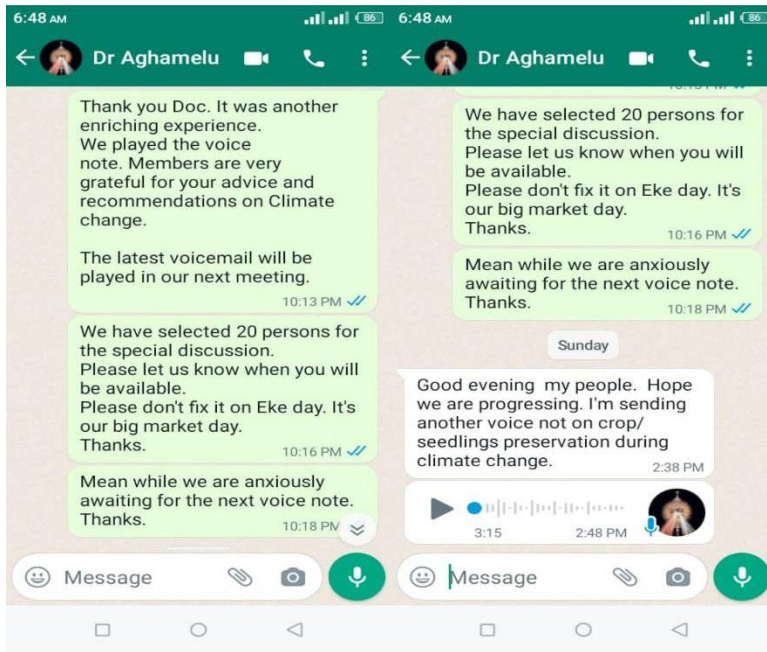 6:48 AM
86
Dr Aghamelu
Thank you Doc. It was another
enriching experience.
We played the voice
note. Members are very
grateful for your advice and
recommendations on Climate
change.
The latest voicemail will be
played in our next meeting.
10:13 PM
We have selected 20 persons for
the special discussion.
Please let us know when you will
be available.
Please don't fix it on Eke day. It's
our big market day.
Thanks.
10:16 PM
Mean while we are anxiously
awaiting for the next voice note.
Thanks.
10:18 PM
Message
6:48 AM
86
Dr Aghamelu
We have selected 20 persons for
the special discussion.
Please let us know when you will
be available.
Please don't fix it on Eke day. It's
our big market day.
Thanks.
10:16 PM
Mean while we are anxiously
awaiting for the next voice note.
Thanks.
10:18 PM
Sunday
Good evening my people. Hope
we are progressing. I'm sending
another voice not on crop/
seedlings preservation during
climate change.
2:38 PM
3:15
2:48 PM
Message